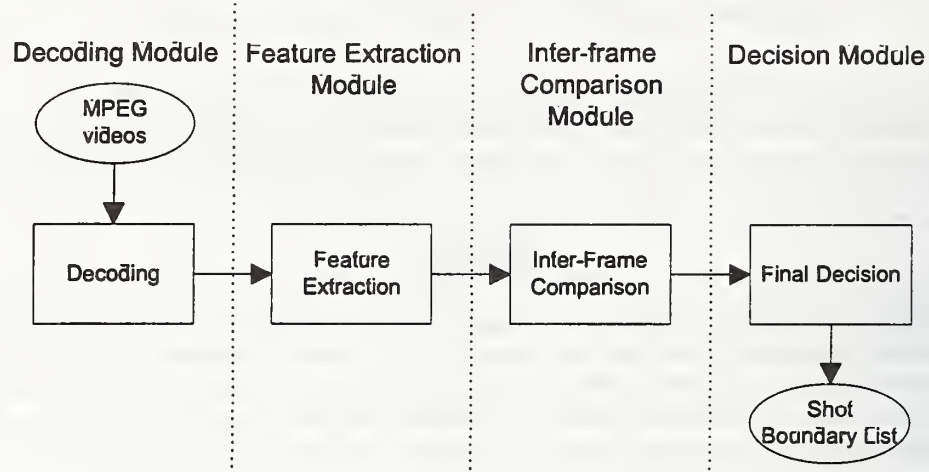 Decoding Module
Feature Extraction
Module
Inter-frame
Comparison
Module
Decision Module
MPEG
videos
Decoding
Feature
Extraction
Inter-Frame
Comparison
Final Decision
Shot
Boundary List